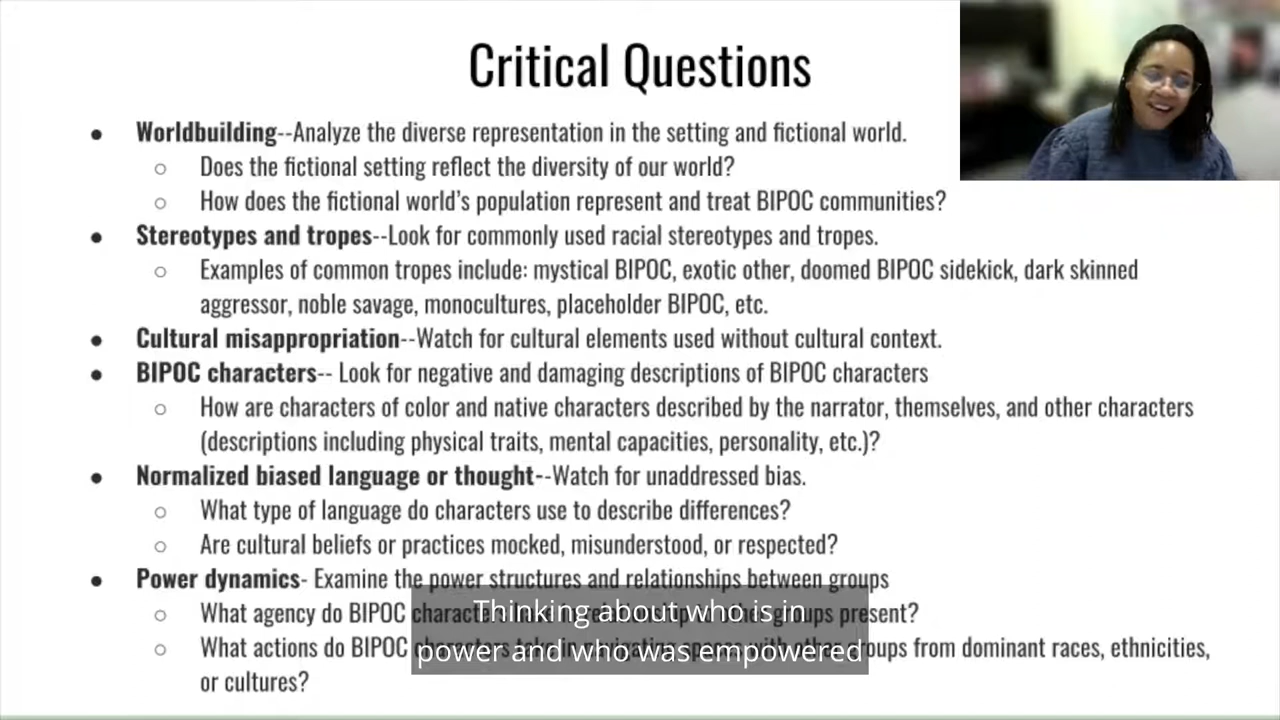 Critical Questions
● Worldbuilding--Analyze the diverse representation in the setting and fictional world.
○ Does the fictional setting reflect the diversity of our world?
○ How does the fictional world's population represent and treat BIPOC communities?
● Stereotypes and tropes--Look for commonly used racial stereotypes and tropes.
○ Examples of common tropes include: mystical BIPOC, exotic other, doomed BIPOC sidekick, dark skinned
aggressor, noble savage, monocultures, placeholder BIPOC, etc.
● Cultural misappropriation--Watch for cultural elements used without cultural context.
● BIPOC characters-- Look for negative and damaging descriptions of BIPOC characters
○ How are characters of color and native characters described by the narrator, themselves, and other characters
(descriptions including physical traits, mental capacities, personality, etc.)?
● Normalized biased language or thought--Watch for unaddressed bias.
○ What type of language do characters use to describe differences?
○ Are cultural beliefs or practices mocked, misunderstood, or respected?
● Power dynamics- Examine the power structures and relationships between groups
○ What agency do BIPOC groups present?
○ What actions do BIPOC groups from dominant races, ethnicities,
or cultures?
Thinking about who is in
power and who was empowered